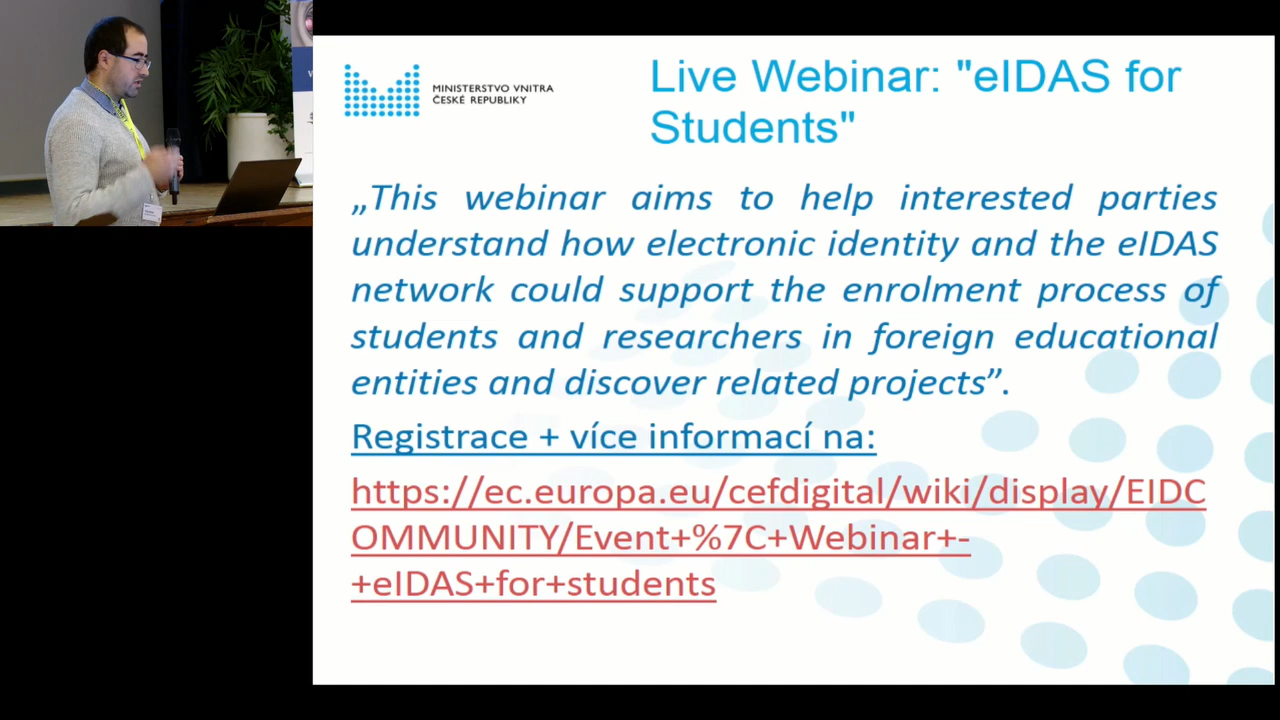 MINISTERSTVO VNITRA
ČESKÉ REPUBLIKY
Live Webinar: "eIDAS for
Students"
„This webinar aims to help interested parties
understand how electronic identity and the eIDAS
network could support the enrolment process of
students and researchers in foreign educational
entities and discover related projects”.
Registrace + více informací na:
https://ec.europa.eu/cefdigital/wiki/display/EIDC
OMMUNITY/Event+%7C+Webinar+-
+eIDAS+for+students